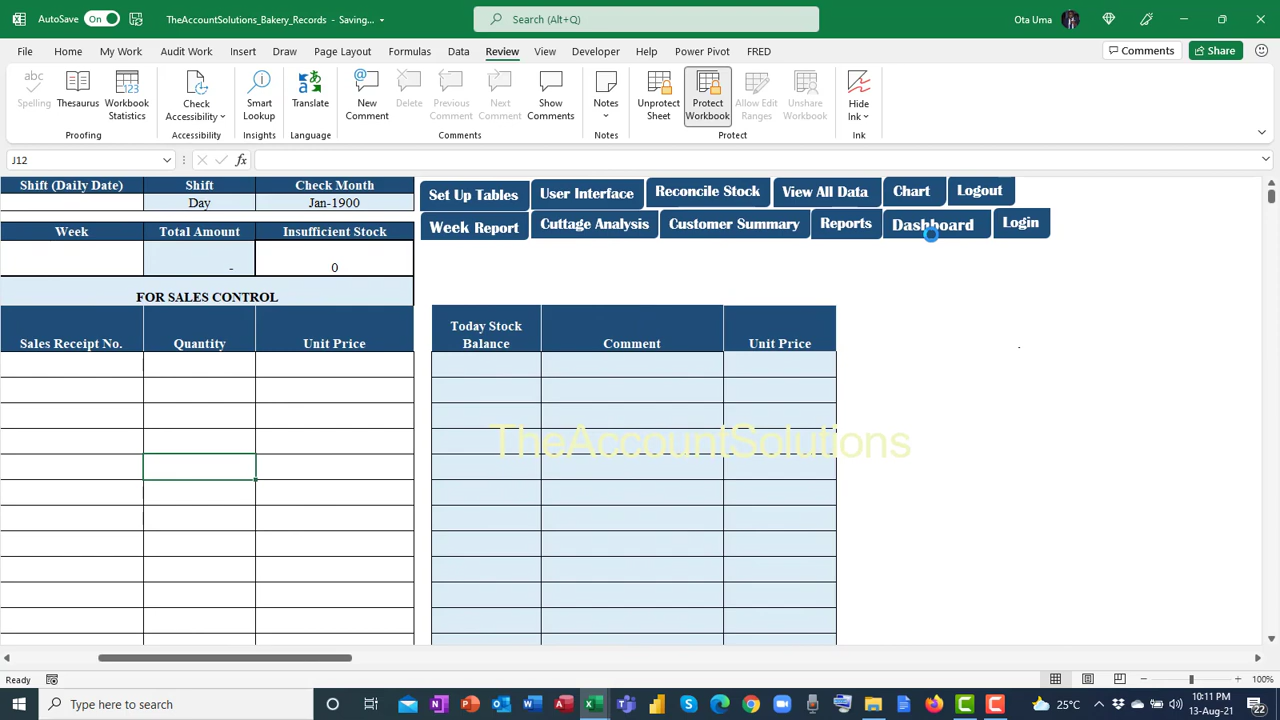 AutoSave On TheAccountSolutions_Bakery_Records - Saving... Search (Alt+Q) Ota Uma
File Home My Work Audit Work Insert Draw Page Layout Formulas Data Review View Developer Help Power Pivot FRED Comments Share
Spelling Thesaurus Workbook Statistics Check Accessibility Smart Lookup Translate New Comment Delete Previous Comment Next Comment Show Comments Notes Unprotect Sheet Protect Workbook Allow Edit Ranges Unshare Workbook Hide Ink
Proofing Accessibility Insights Language Comments Notes Protect Ink
J12 fx
Shift (Daily Date) Shift Check Month Set Up Tables User Interface Reconcile Stock View All Data Chart Logout
Day Jan-1900
Week Total Amount Insufficient Stock Week Report Cuttage Analysis Customer Summary Reports Dashboard Login
- 0
FOR SALES CONTROL
Sales Receipt No. Quantity Unit Price Today Stock Balance Comment Unit Price
TheAccountSolutions
Ready 100%
Type here to search 25°C 10:11 PM
13-Aug-21 22